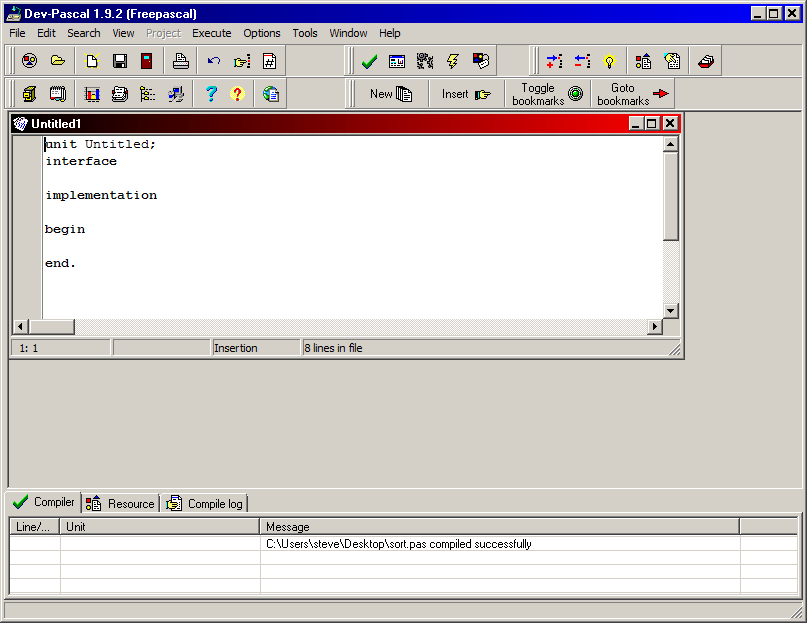 Dev-Pascal 1.9.2 (Freepascal)
File Edit Search View Project Execute Options Tools Window Help
New Insert Toggle bookmarks Goto bookmarks
Untitled1
unit Untitled;
interface
implementation
begin
end.
1: 1 Insertion 8 lines in file
Compiler Resource Compile log
Line/... Unit Message
C:\Users\steve\Desktop\sort.pas compiled successfully